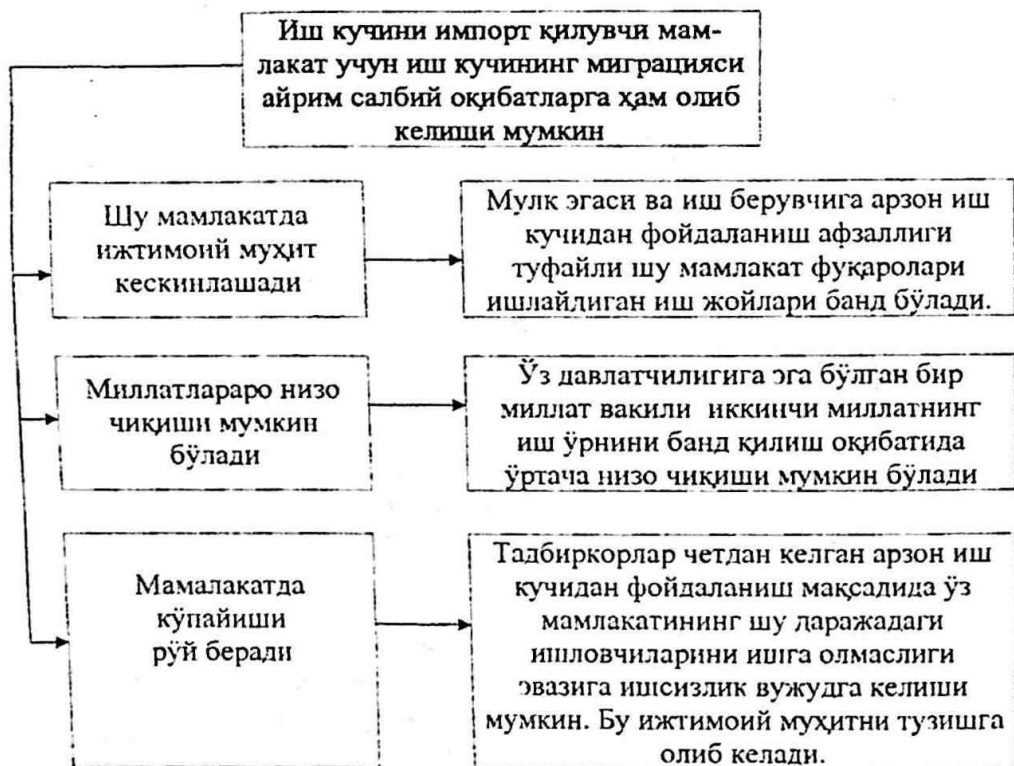 Иш кучини импорт қилувчи мам-
лакат учун иш кучининг миграцияси
айрим салбий оқибатларга ҳам олиб
келиши мумкин
Шу мамлакатда
ижтимоий муҳит
кескинлашади
Мулк эгаси ва иш берувчига арзон иш
кучидан фойдаланиш афзаллиги
туфайли шу мамлакат фуқаролари
ишлайдиган иш жойлари банд бўлади.
Миллатлараро низо
чиқиши мумкин
бўлади
Ўз давлатчилигига эга бўлган бир
миллат вакили иккинчи миллатнинг
иш ўрнини банд қилиш оқибатида
ўртача низо чиқиши мумкин бўлади
Мамалакатда
кўпайиши
рўй беради
Тадбиркорлар четдан келган арзон иш
кучидан фойдаланиш мақсадида ўз
мамлакатининг шу даражадаги
ишловчиларини ишга олмаслиги
эвазига ишсизлик вужудга келиши
мумкин. Бу ижтимоий муҳитни тузишга
олиб келади.